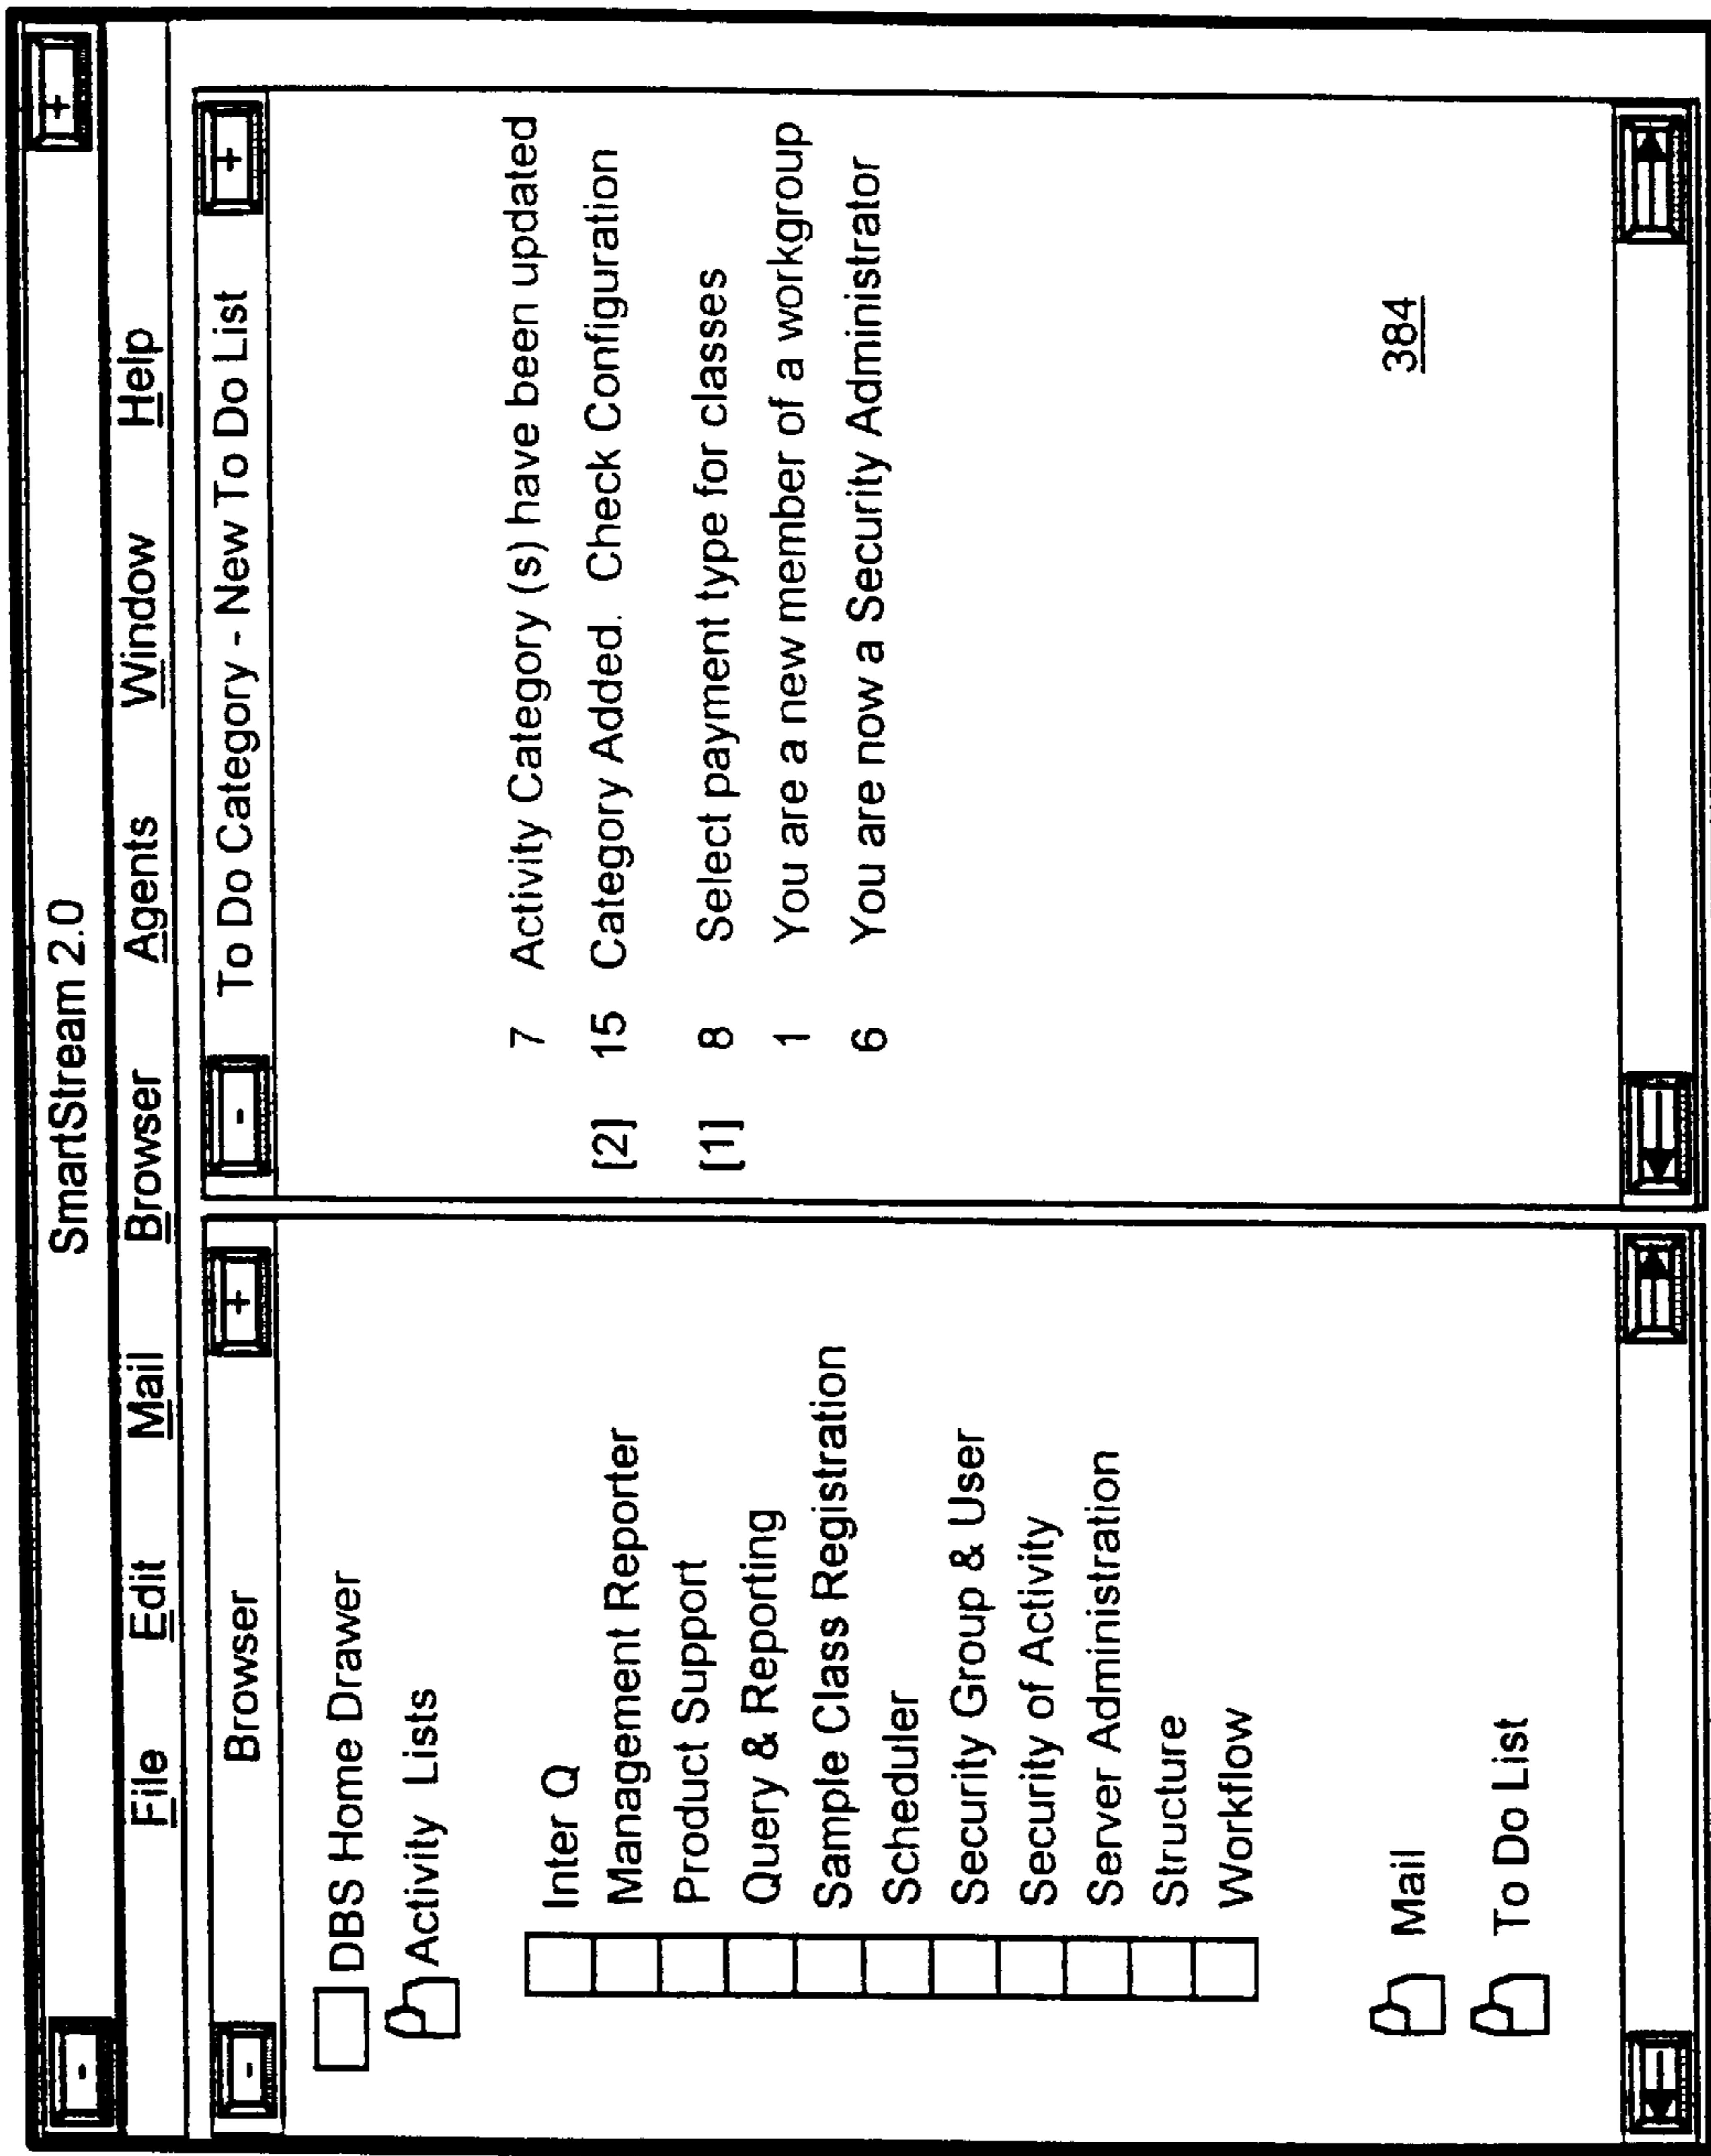 SmartStream 2.0
File Edit Mail Browser Agents Window Help
Browser
DBS Home Drawer
Activity Lists
Inter Q
Management Reporter
Product Support
Query & Reporting
Sample Class Registration
Scheduler
Security Group & User
Security of Activity
Server Administration
Structure
Workflow
Mail
To Do List
To Do Category - New To Do List
7 Activity Category (s) have been updated
[2] 15 Category Added. Check Configuration
[1] 8 Select payment type for classes
1 You are a new member of a workgroup
6 You are now a Security Administrator
384